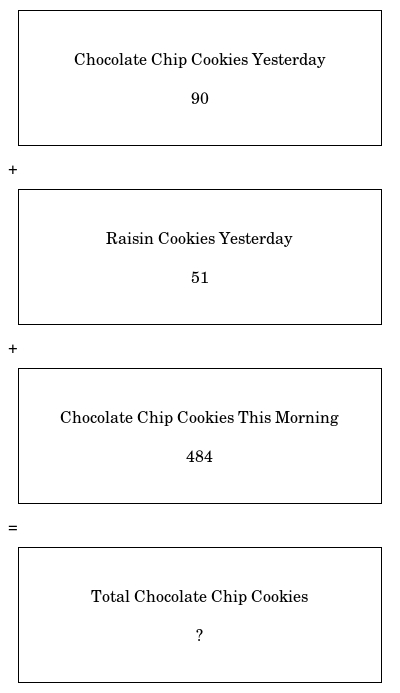 Chocolate Chip Cookies Yesterday
90
+
Raisin Cookies Yesterday
51
+
Chocolate Chip Cookies This Morning
484
=
Total Chocolate Chip Cookies
?